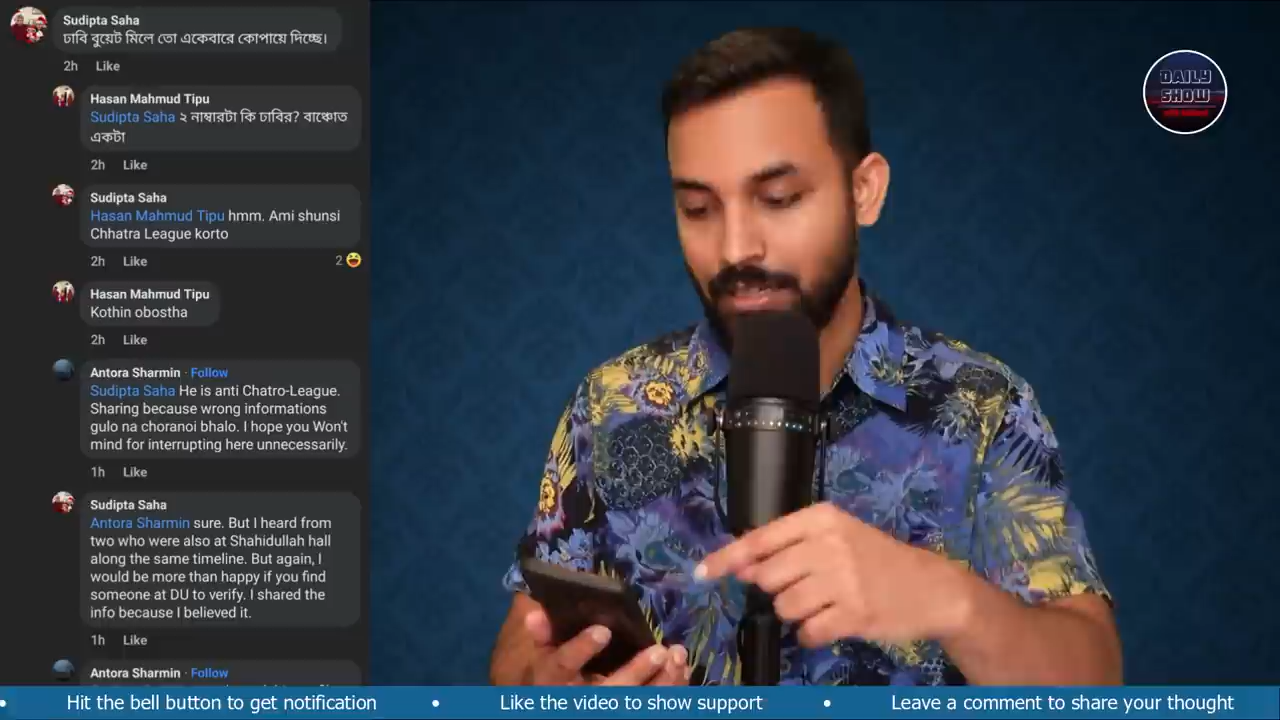 Sudipta Saha
ঢাবি বুয়েট মিলে তো একেবারে কোপায়ে দিচ্ছে।
2h Like
Hasan Mahmud Tipu
Sudipta Saha ২ নাম্বারটা কি ঢাবির? বাঞ্চোত
একটা
2h Like
Sudipta Saha
Hasan Mahmud Tipu hmm. Ami shunsi
Chhatra League korto
2h Like 2
Hasan Mahmud Tipu
Kothin obostha
2h Like
Antora Sharmin · Follow
Sudipta Saha He is anti Chatro-League.
Sharing because wrong informations
gulo na choranoi bhalo. I hope you Won't
mind for interrupting here unnecessarily.
1h Like
Sudipta Saha
Antora Sharmin sure. But I heard from
two who were also at Shahidullah hall
along the same timeline. But again, I
would be more than happy if you find
someone at DU to verify. I shared the
info because I believed it.
1h Like
Antora Sharmin · Follow
DAILY
SHOW
• Hit the bell button to get notification • Like the video to show support • Leave a comment to share your thought